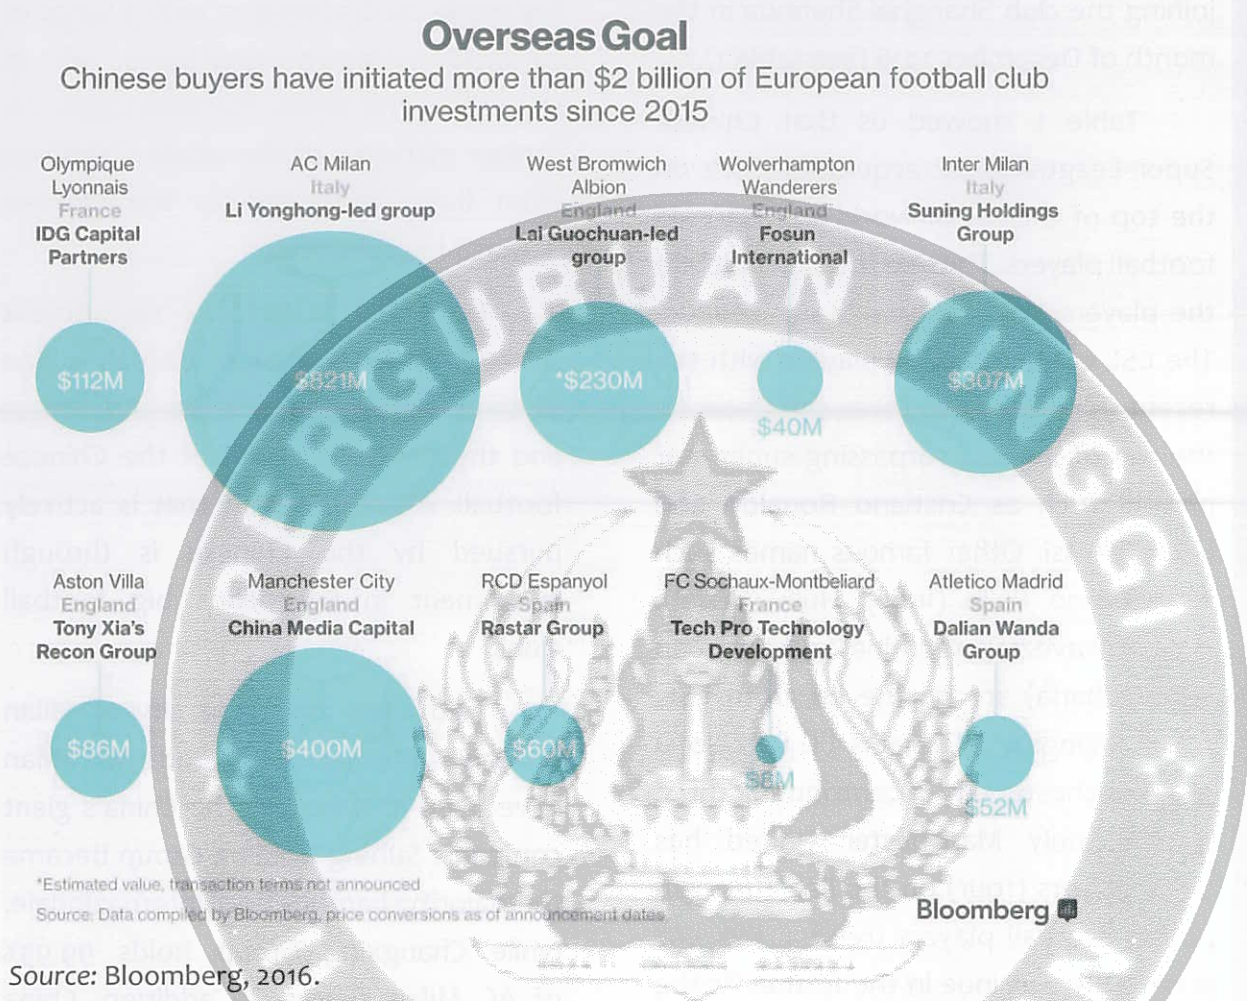 Overseas Goal
Chinese buyers have initiated more than $2 billion of European football club
investments since 2015
Olympique
Lyonnais
France
IDG Capital
Partners
$112M
AC Milan
Italy
Li Yonghong-led group
$821M
West Bromwich
Albion
England
Lai Guochuan-led
group
*$230M
Wolverhampton
Wanderers
England
Fosun
International
$40M
Inter Milan
Italy
Suning Holdings
Group
$307M
Aston Villa
England
Tony Xia's
Recon Group
$86M
Manchester City
England
China Media Capital
$400M
RCD Espanyol
Spain
Rastar Group
$60M
FC Sochaux-Montbeliard
France
Tech Pro Technology
Development
Atletico Madrid
Spain
Dalian Wanda
Group
$52M
*Estimated value, transaction terms not announced
Source: Data compiled by Bloomberg, price conversions as of announcement dates
Bloomberg
Source: Bloomberg, 2016.
PERGURUAN TINGGI